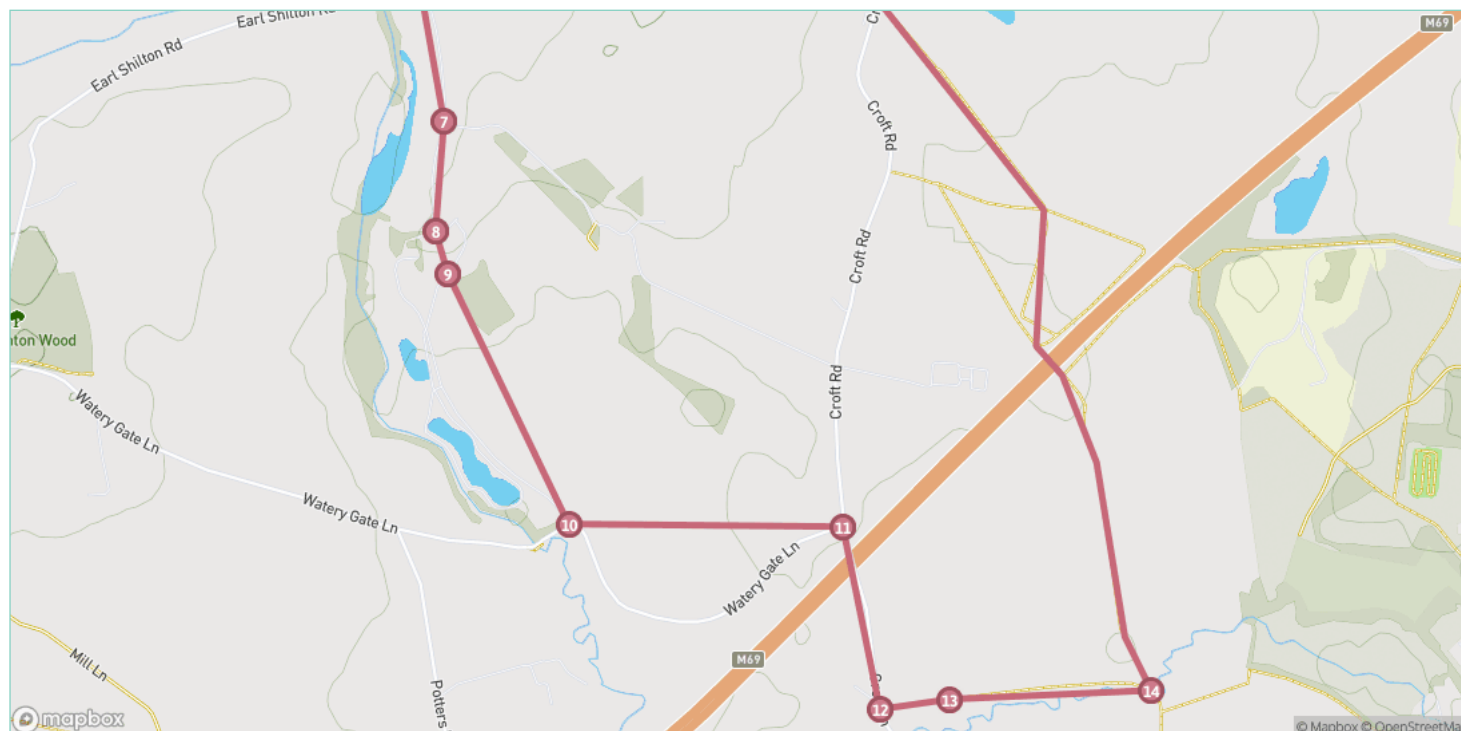 Earl Shilton Rd
M69
Earl Shilton Rd
Croft Rd
7
8
Croft Rd
9
nton Wood
Croft Rd
Watery Gate Ln
Watery Gate Ln
10
11
Watery Gate Ln
M69
Mill Ln
Potters
14
13
12
mapbox
© Mapbox © OpenStreetMa